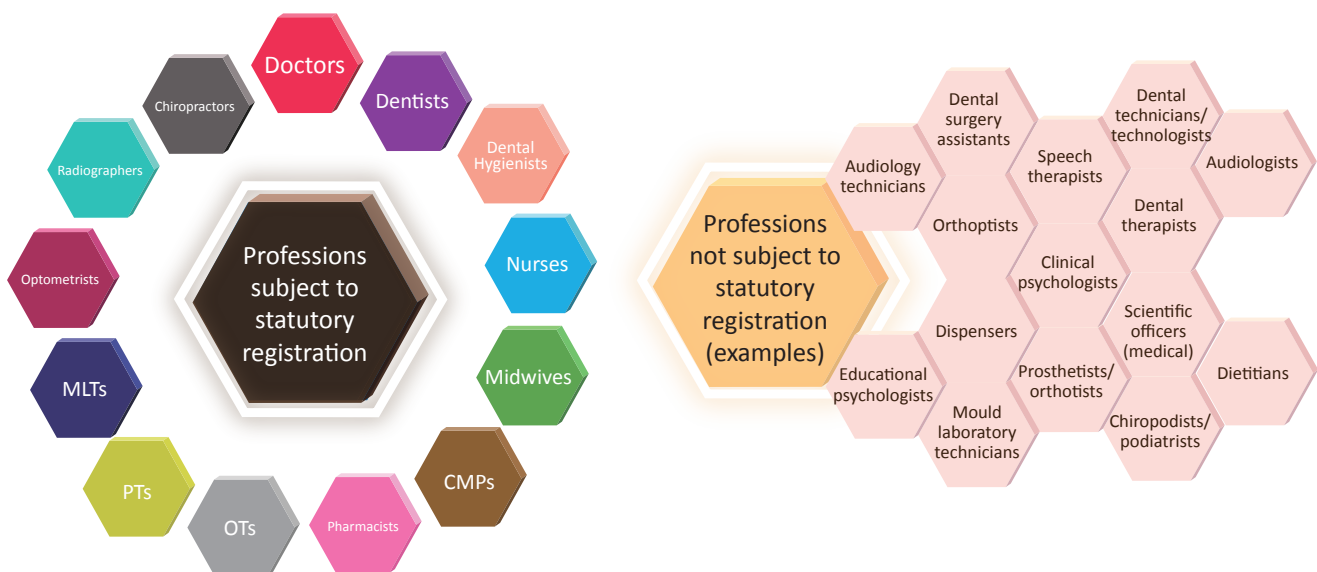 Professions
subject to
statutory
registration
Doctors
Dentists
Dental
Hygienists
Nurses
Midwives
CMPs
Pharmacists
OTs
PTs
MLTs
Optometrists
Radiographers
Chiropractors
Professions
not subject to
statutory
registration
(examples)
Audiology
technicians
Dental
surgery
assistants
Speech
therapists
Dental
technicians/
technologists
Audiologists
Orthoptists
Dental
therapists
Clinical
psychologists
Dispensers
Scientific
officers
(medical)
Educational
psychologists
Prosthetists/
orthotists
Dietitians
Mould
laboratory
technicians
Chiropodists/
podiatrists